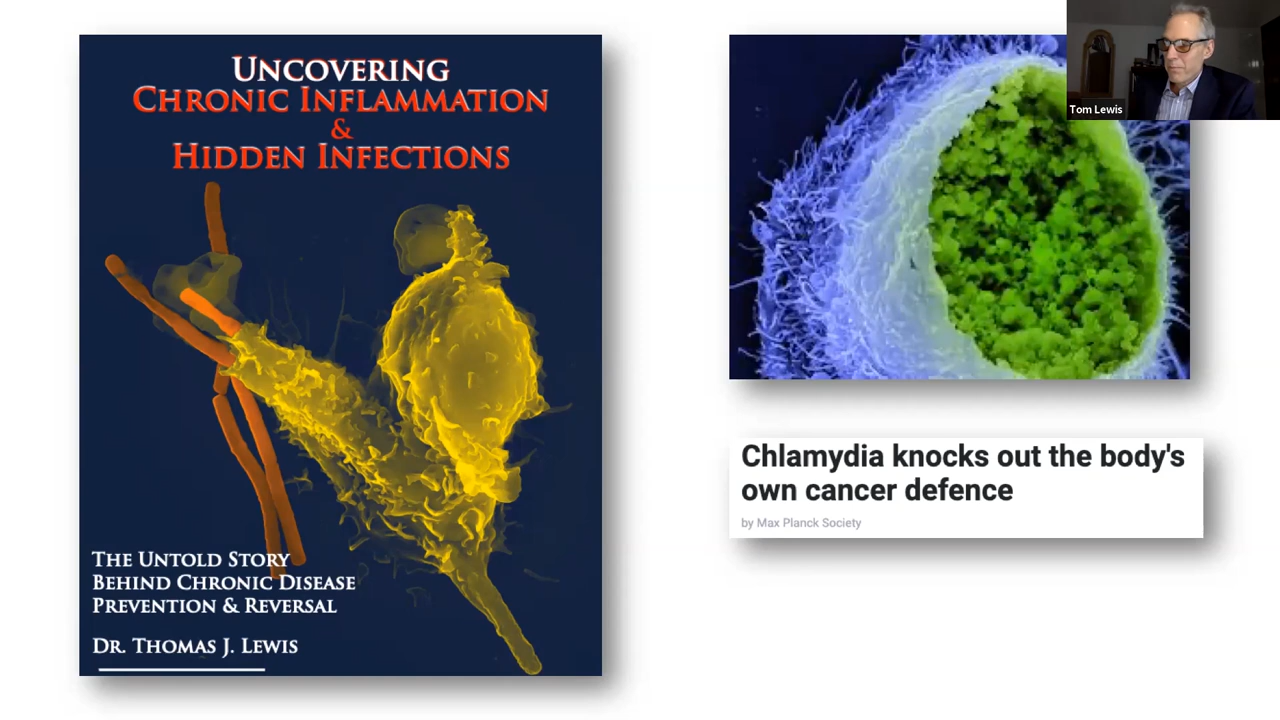 UNCOVERING
CHRONIC INFLAMMATION
&
HIDDEN INFECTIONS
THE UNTOLD STORY
BEHIND CHRONIC DISEASE
PREVENTION & REVERSAL
DR. THOMAS J. LEWIS
Tom Lewis
Chlamydia knocks out the body's
own cancer defence
by Max Planck Society